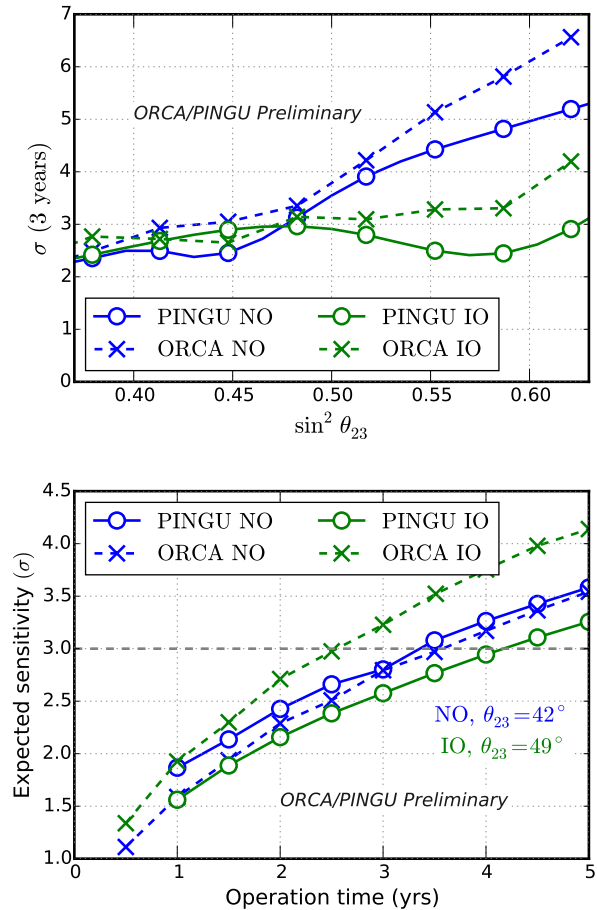 7
6
5
4
3
2
1
0
σ (3 years)
ORCA/PINGU Preliminary
PINGU NO
PINGU IO
ORCA NO
ORCA IO
0.40 0.45 0.50 0.55 0.60
sin² θ₂₃
4.5
4.0
3.5
3.0
2.5
2.0
1.5
1.0
Expected sensitivity (σ)
PINGU NO
PINGU IO
ORCA NO
ORCA IO
NO, θ₂₃=42°
IO, θ₂₃=49°
ORCA/PINGU Preliminary
0 1 2 3 4 5
Operation time (yrs)